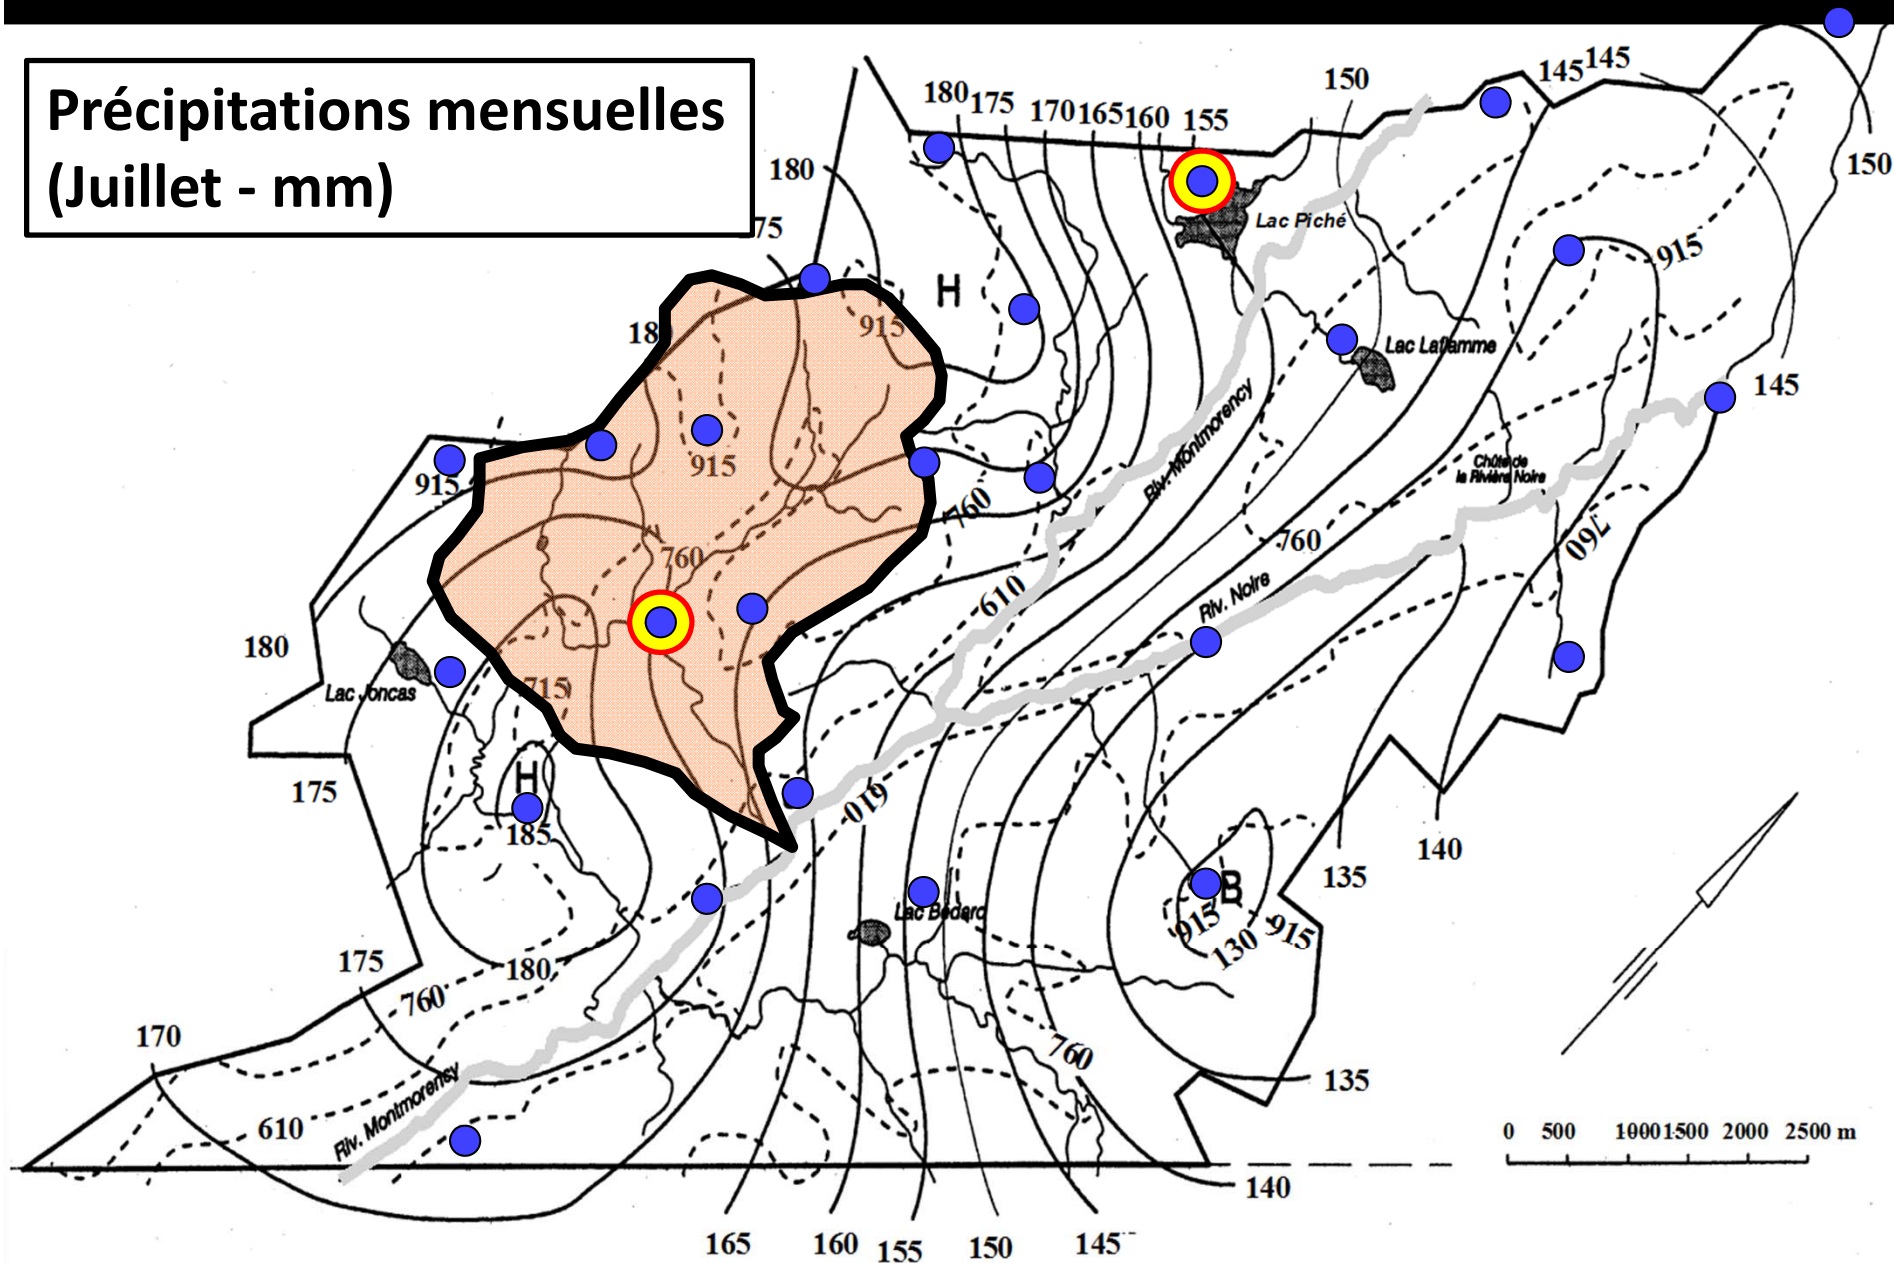 Précipitations mensuelles
(Juillet - mm)
180 175 170 165 160 155 150 145 145
150
180
75
Lac Piché
H
915
915
18
Lac Laflamme
145
915
915
Chûte de
la Rivière Noire
Riv. Montmorency
760
760
760
760
610
Riv. Noire
180
Lac Joncas
715
H
175
185
610
140
135
B
Lac Bédard
915
915
130
175
180
760
170
760
135
610
Riv. Montmorency
0 500 1000 1500 2000 2500 m
140
165 160 155 150 145